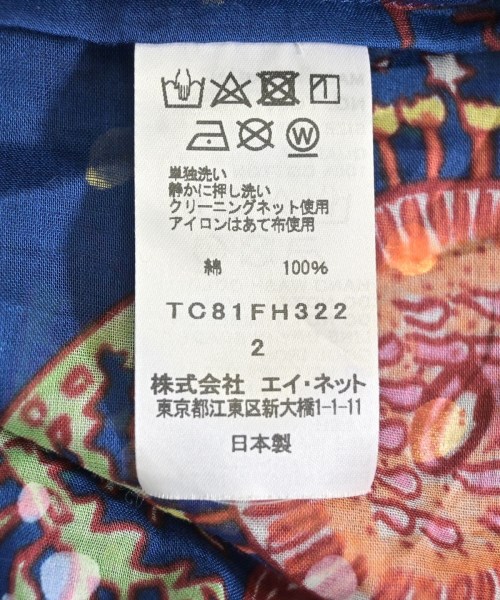 単独洗い
静かに押し洗い
クリーニングネット使用
アイロンはあて布使用
綿 100%
TC81FH322
2
株式会社 エイ・ネット
東京都江東区新大橋1-1-11
日本製